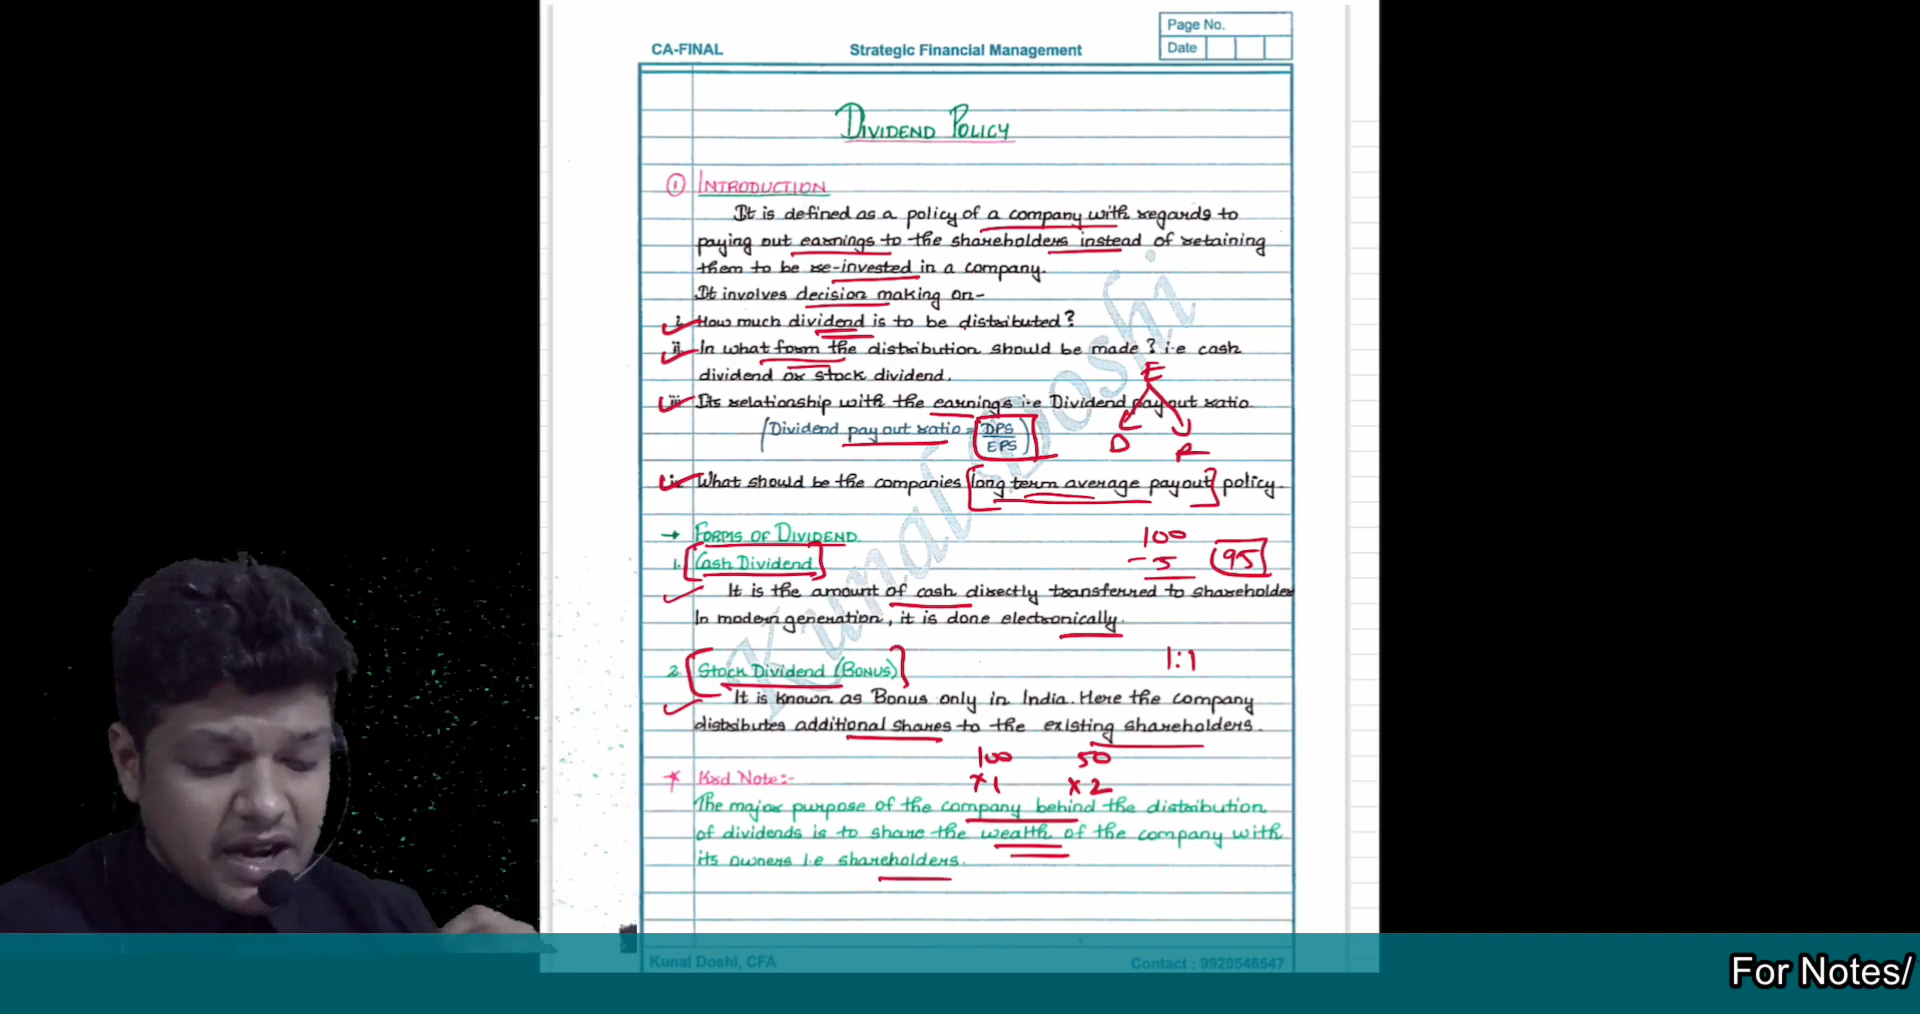 Page No.
CA-FINAL Strategic Financial Management Date
DIVIDEND POLICY
① INTRODUCTION
It is defined as a policy of a company with regards to
paying out earnings to the shareholders instead of retaining
them to be re-invested in a company.
It involves decision making on-
i. How much dividend is to be distributed?
ii. In what form the distribution should be made? i.e cash
dividend or stock dividend.
E
iii. Its relationship with the earnings i.e Dividend payout ratio.
(Dividend pay out ratio = DPS
EPS)
D R
iv. What should be the companies long term average payout policy.
→ FORMS OF DIVIDEND
100
- 5 95
1. Cash Dividend
It is the amount of cash directly transferred to shareholder
In modern generation, it is done electronically.
1:1
2. Stock Dividend (BONUS)
It is known as Bonus only in India. Here the company
distributes additional shares to the existing shareholders.
100 50
x1 x2
* Kxd Note:-
The major purpose of the company behind the distribution
of dividends is to share the wealth of the company with
its owners i.e shareholders.
Kunal Doshi
Kunal Doshi, CFA Contact : 9920546547
For Notes/